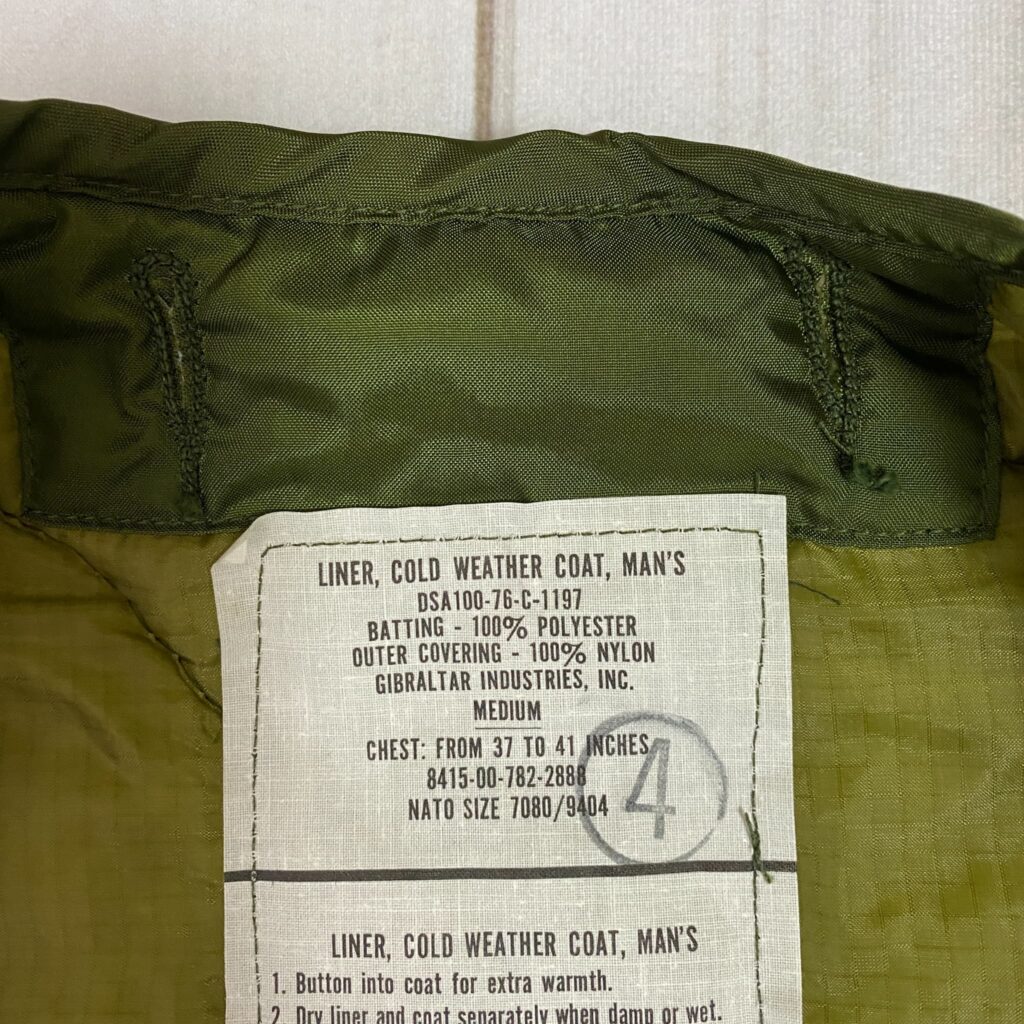 LINER, COLD WEATHER COAT, MAN'S
DSA100-76-C-1197
BATTING - 100% POLYESTER
OUTER COVERING - 100% NYLON
GIBRALTAR INDUSTRIES, INC.
MEDIUM
CHEST: FROM 37 TO 41 INCHES
8415-00-782-2888
NATO SIZE 7080/9404
4
LINER, COLD WEATHER COAT, MAN'S
1. Button into coat for extra warmth.
2. Dry liner and coat separately when damp or wet.